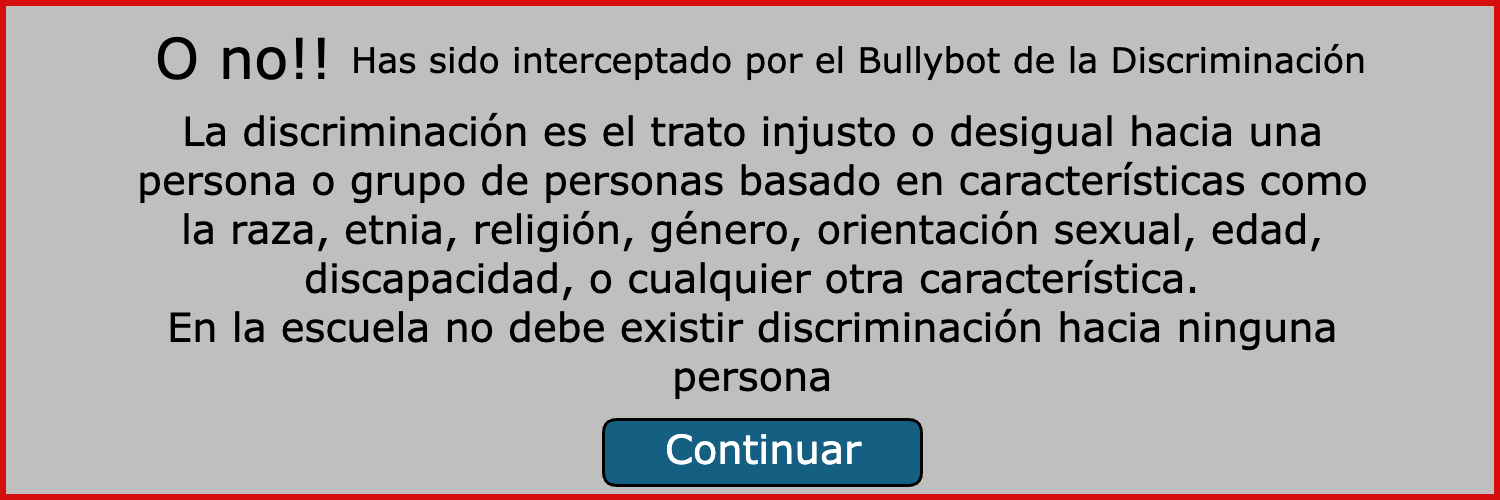 O no!! Has sido interceptado por el Bullybot de la Discriminación
La discriminación es el trato injusto o desigual hacia una
persona o grupo de personas basado en características como
la raza, etnia, religión, género, orientación sexual, edad,
discapacidad, o cualquier otra característica.
En la escuela no debe existir discriminación hacia ninguna
persona
Continuar